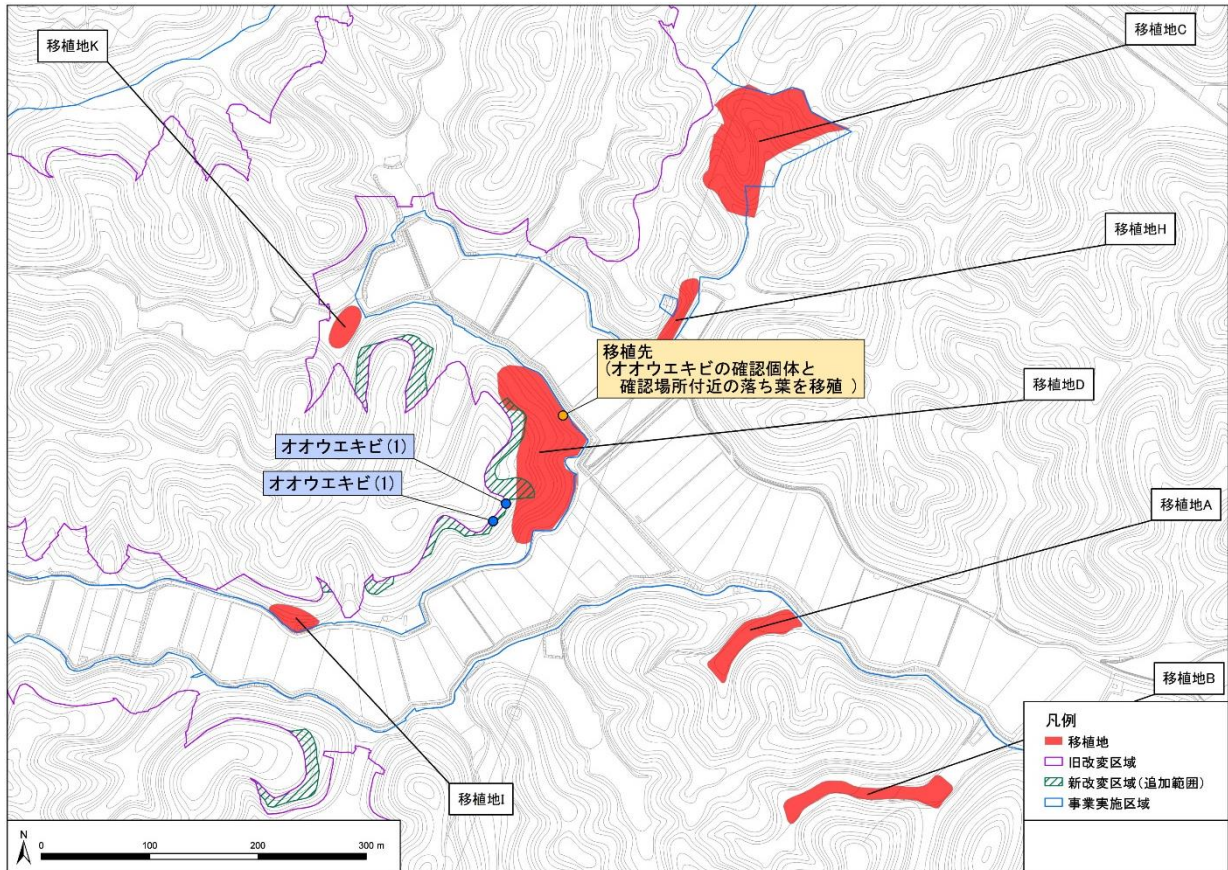 移植地K
移植地C
移植地H
移植先
(オオウエキビの確認個体と
確認場所付近の落ち葉を移殖 )
移植地D
オオウエキビ(1)
オオウエキビ(1)
移植地A
移植地B
移植地I
凡例
移植地
旧改変区域
新改変区域(追加範囲)
事業実施区域
N
0 100 200 300 m